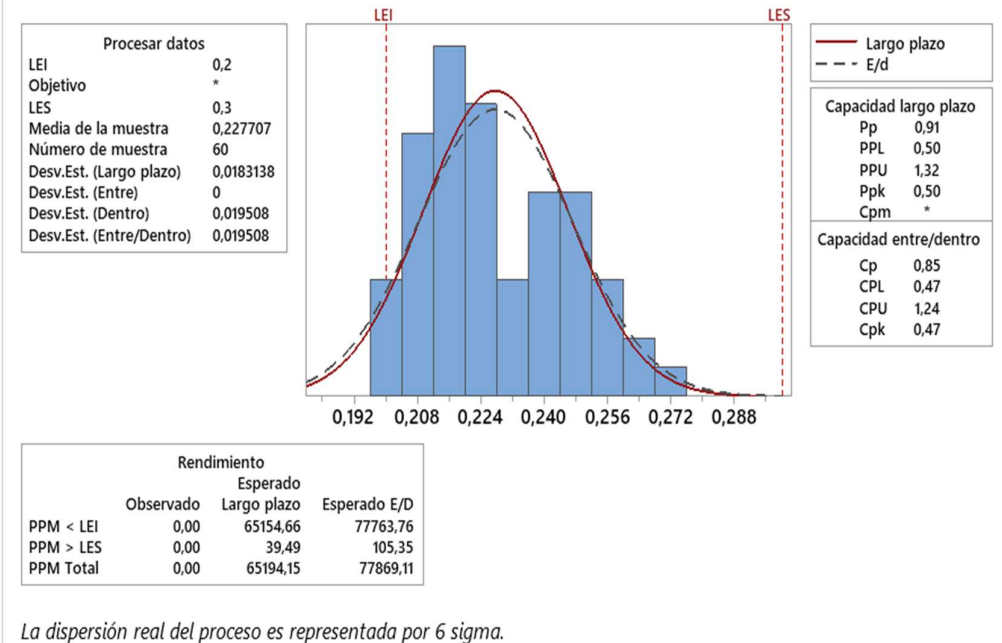 LEI LES
Procesar datos
LEI 0,2
Objetivo *
LES 0,3
Media de la muestra 0,227707
Número de muestra 60
Desv.Est. (Largo plazo) 0,0183138
Desv.Est. (Entre) 0
Desv.Est. (Dentro) 0,019508
Desv.Est. (Entre/Dentro) 0,019508
Largo plazo
E/d
Capacidad largo plazo
Pp 0,91
PPL 0,50
PPU 1,32
Ppk 0,50
Cpm *
Capacidad entre/dentro
Cp 0,85
CPL 0,47
CPU 1,24
Cpk 0,47
0,192 0,208 0,224 0,240 0,256 0,272 0,288
Rendimiento
Esperado
Observado Largo plazo Esperado E/D
PPM < LEI 0,00 65154,66 77763,76
PPM > LES 0,00 39,49 105,35
PPM Total 0,00 65194,15 77869,11
La dispersión real del proceso es representada por 6 sigma.